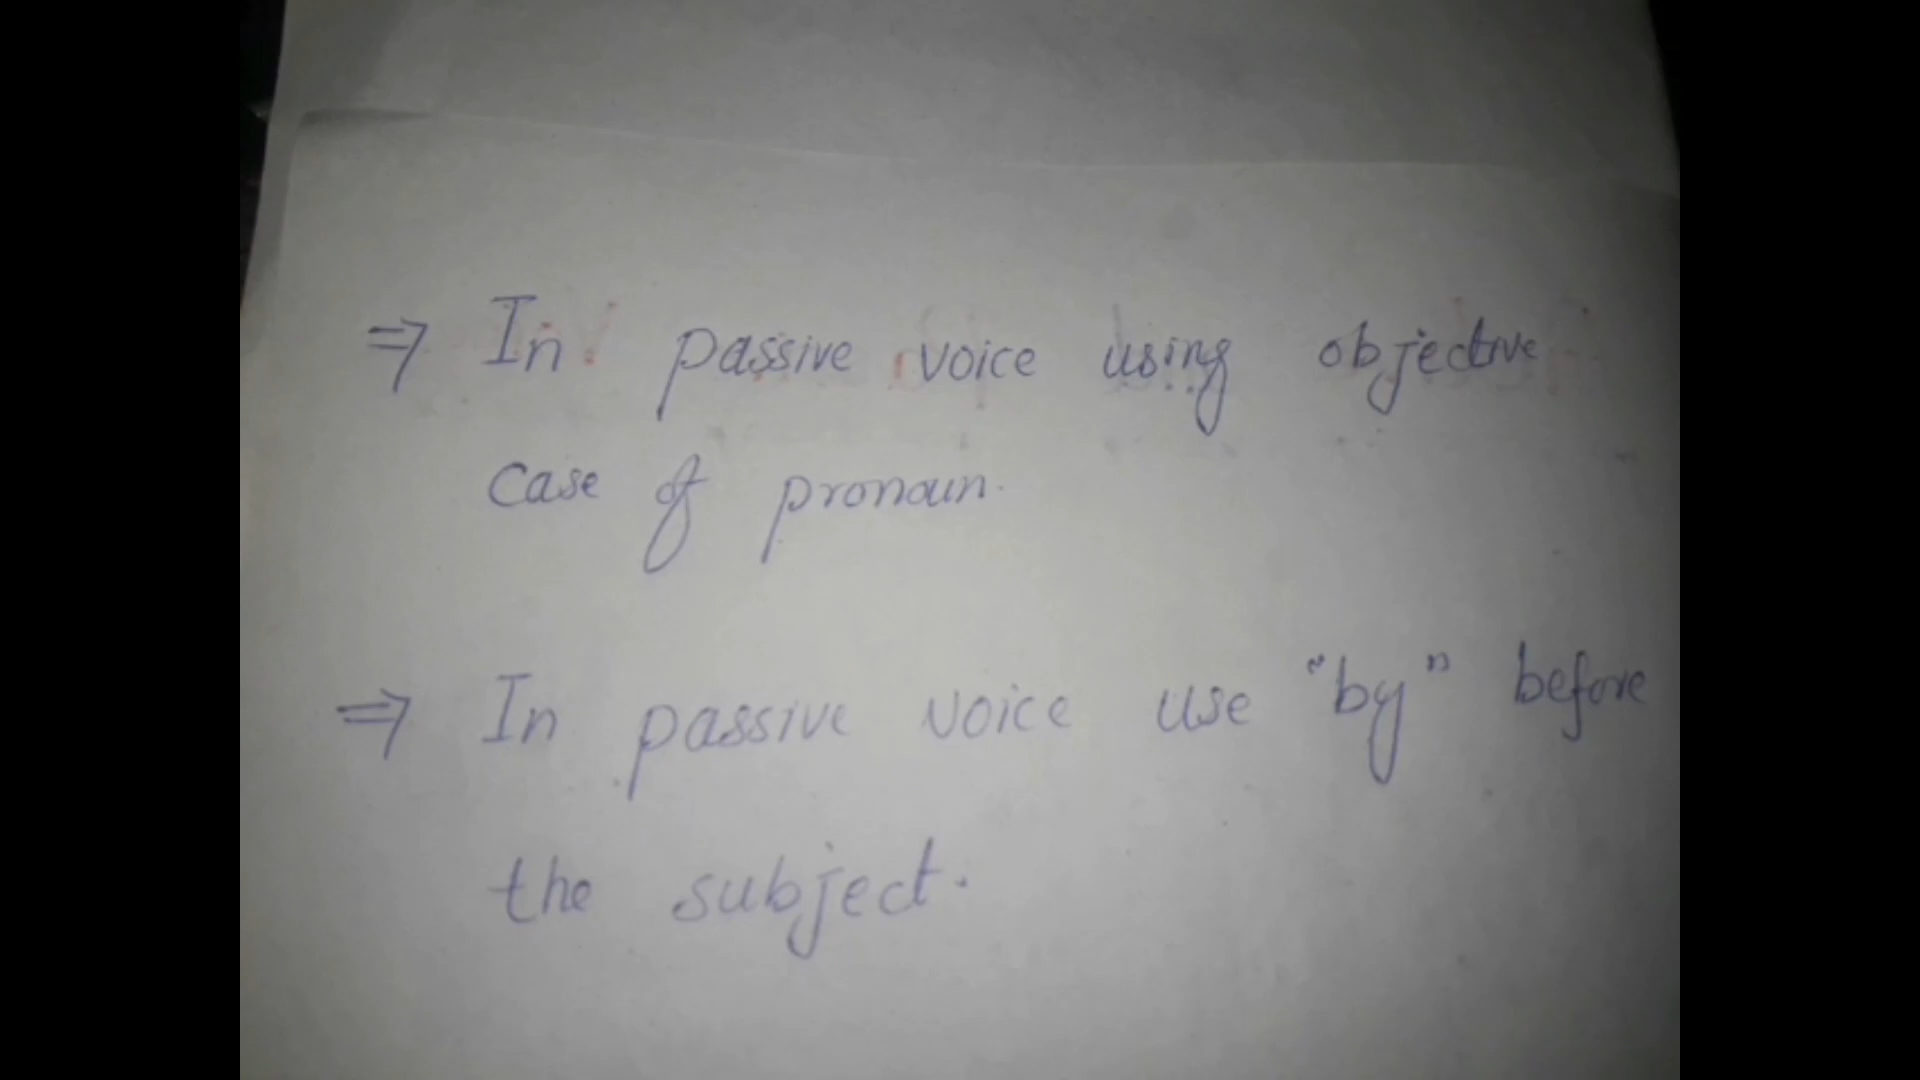 ⇒ In passive voice using objective
case of pronoun.
⇒ In passive voice use "by" before
the subject.